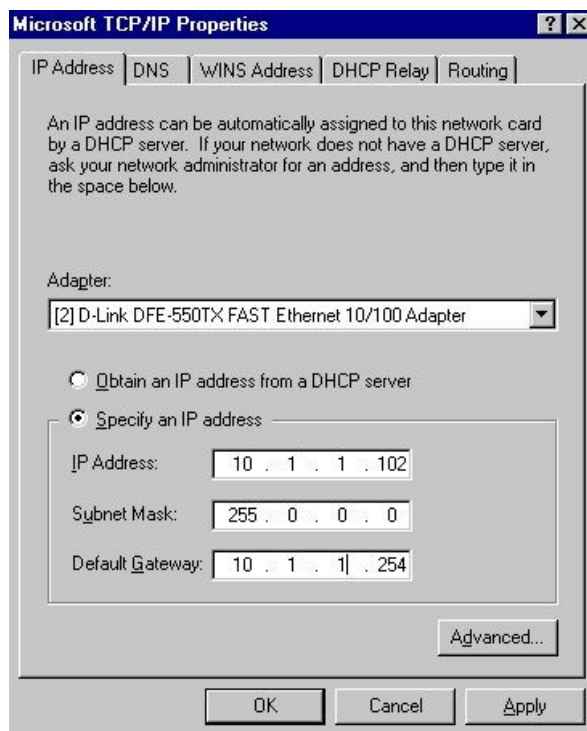 Microsoft TCP/IP Properties
IP Address DNS WINS Address DHCP Relay Routing
An IP address can be automatically assigned to this network card
by a DHCP server. If your network does not have a DHCP server,
ask your network administrator for an address, and then type it in
the space below.
Adapter:
[2] D-Link DFE-550TX FAST Ethernet 10/100 Adapter
Obtain an IP address from a DHCP server
Specify an IP address
IP Address: 10 . 1 . 1 . 102
Subnet Mask: 255 . 0 . 0 . 0
Default Gateway: 10 . 1 . 1 . 254
Advanced...
OK Cancel Apply